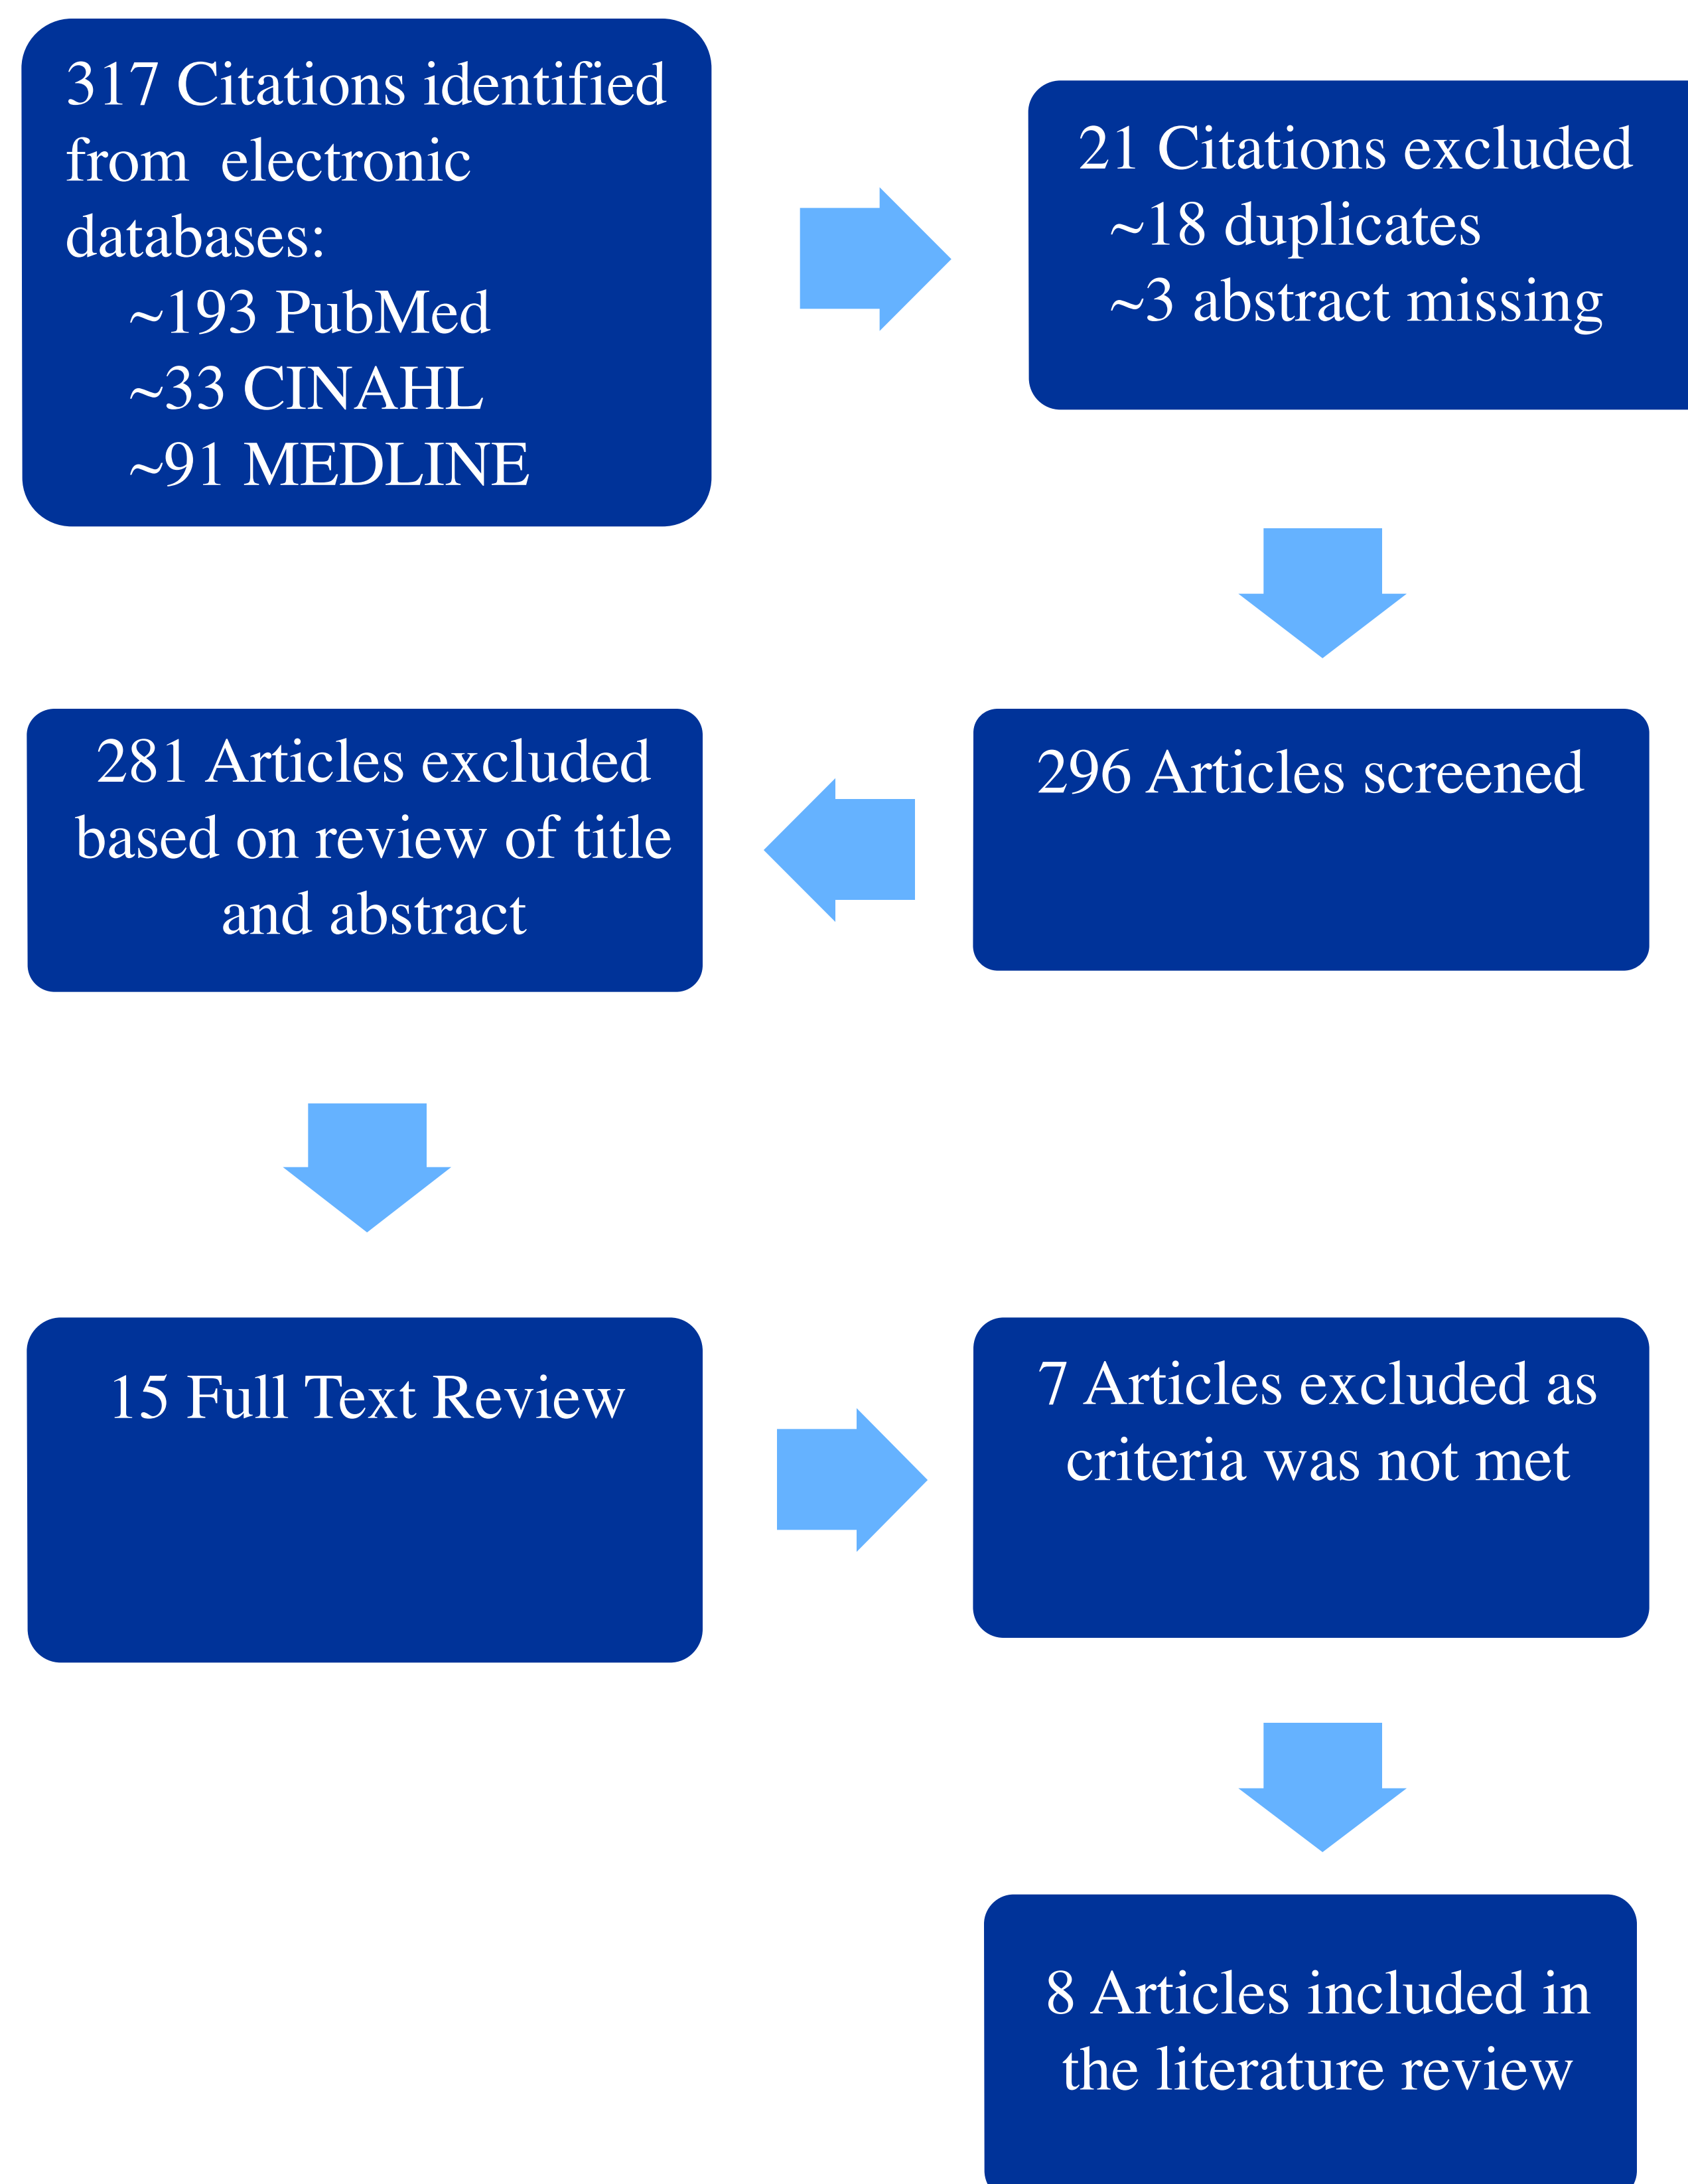 317 Citations identified
from electronic
databases:
~193 PubMed
~33 CINAHL
~91 MEDLINE
21 Citations excluded
~18 duplicates
~3 abstract missing
296 Articles screened
281 Articles excluded
based on review of title
and abstract
15 Full Text Review
7 Articles excluded as
criteria was not met
8 Articles included in
the literature review